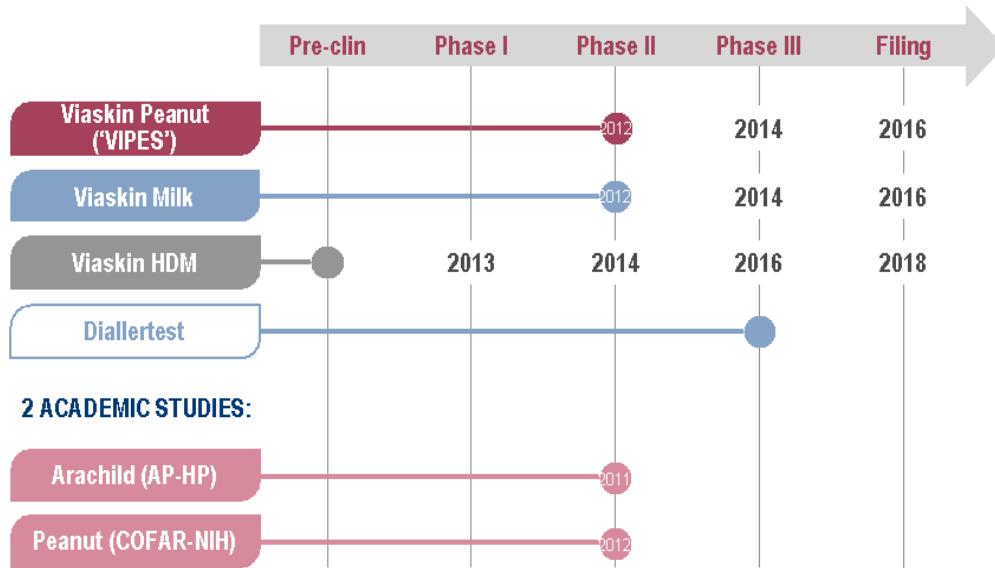 Pre-clin Phase I Phase II Phase III Filing
Viaskin Peanut
('VIPES')
2012 2014 2016
Viaskin Milk 2012 2014 2016
Viaskin HDM 2013 2014 2016 2018
Diallertest
2 ACADEMIC STUDIES:
Arachild (AP-HP) 2011
Peanut (COFAR-NIH) 2012